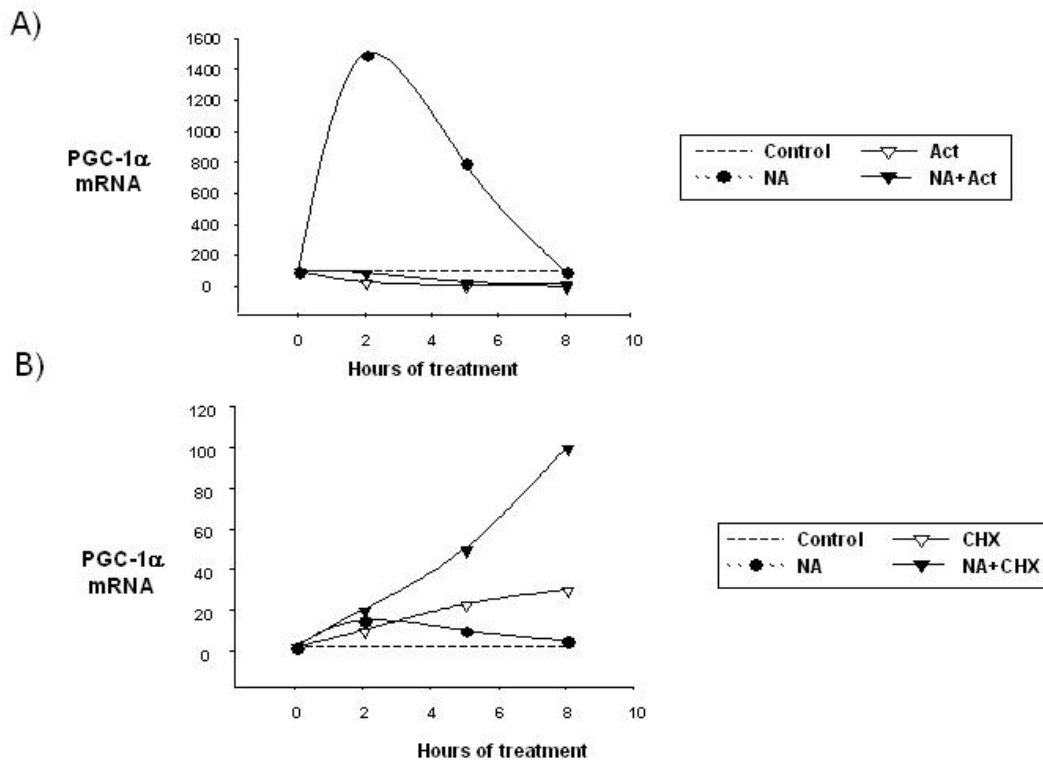 A)
1600
1400
1200
1000
800
600
400
200
0
PGC-1α
mRNA
0 2 4 6 8 10
Hours of treatment
Control Act
NA NA+Act
B)
120
100
80
60
40
20
0
PGC-1α
mRNA
0 2 4 6 8 10
Hours of treatment
Control CHX
NA NA+CHX